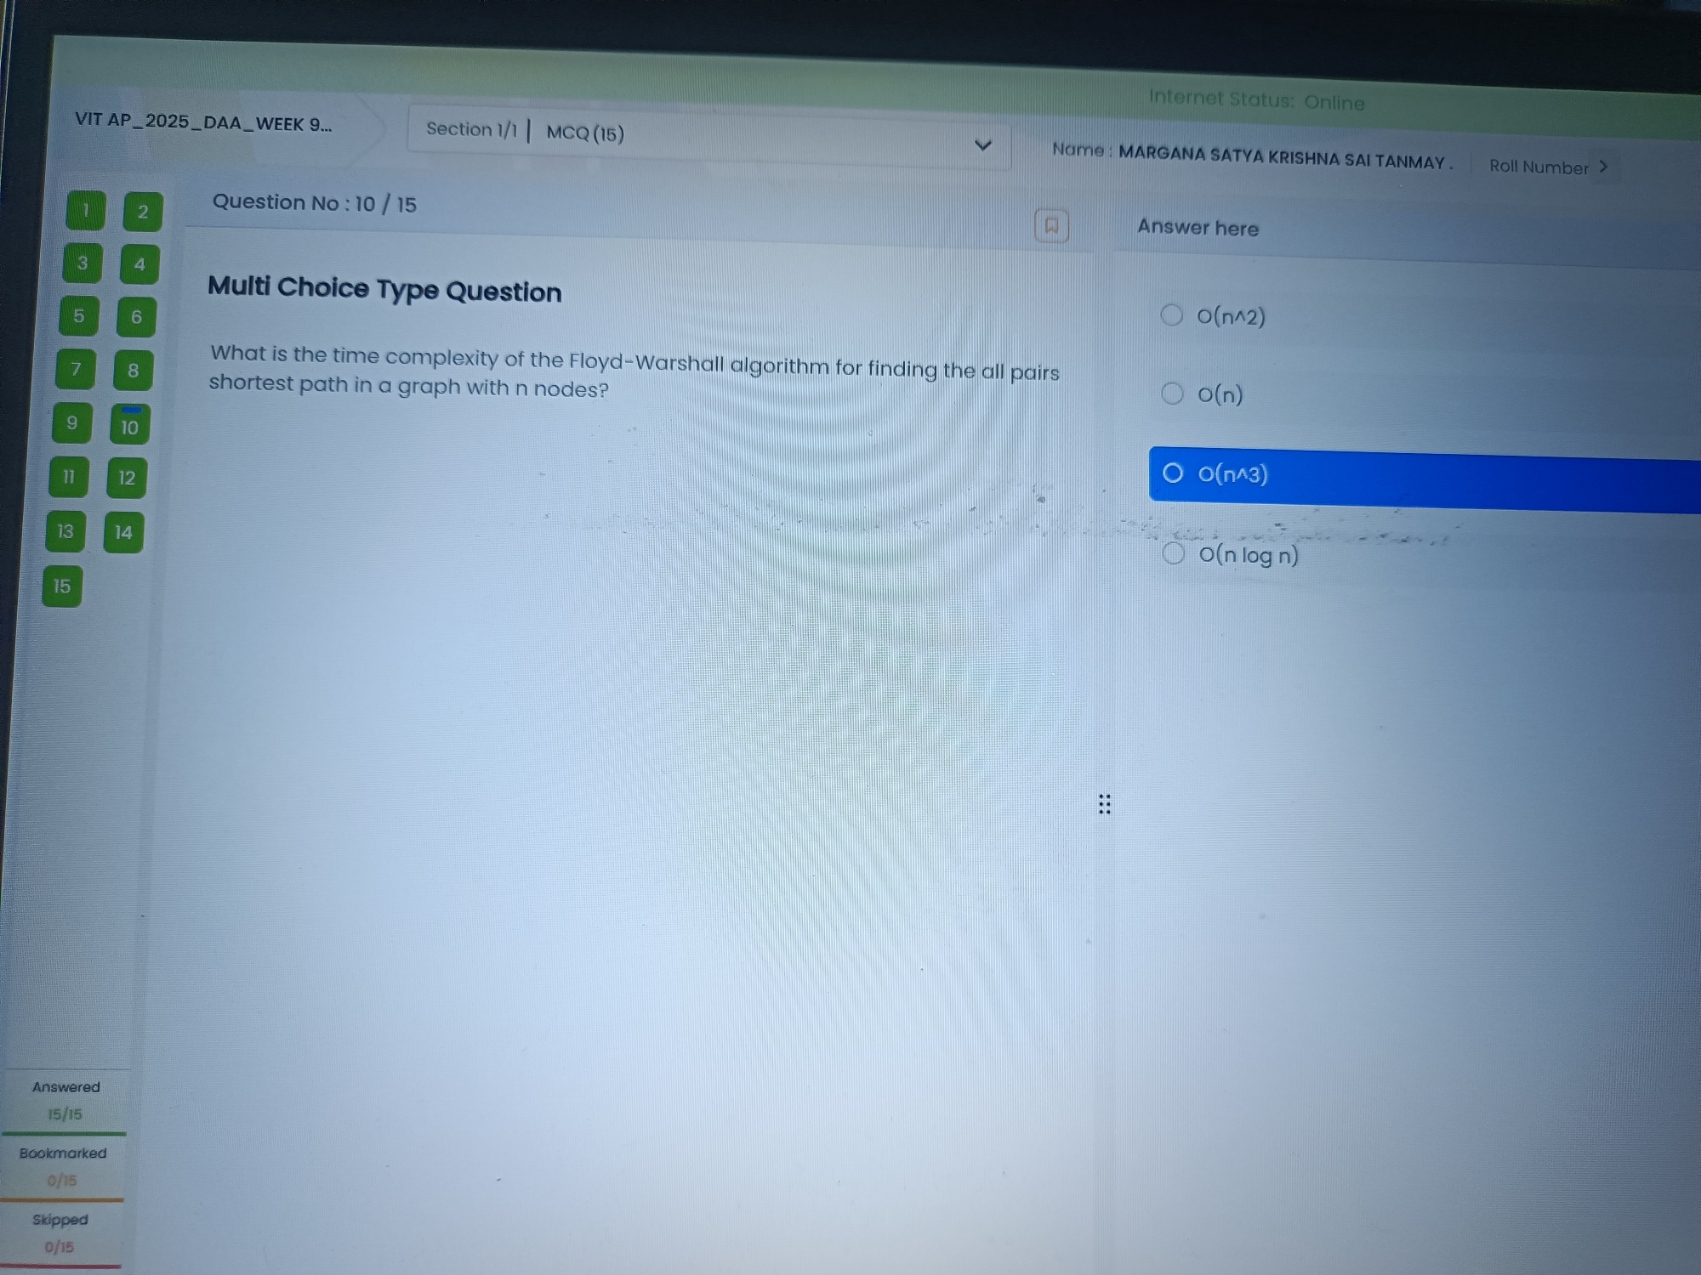 Internet Status: Online
VIT AP_2025_DAA_WEEK 9...
Section 1/1 | MCQ (15)
Name : MARGANA SATYA KRISHNA SAI TANMAY .
Roll Number >
1 2
3 4
5 6
7 8
9 10
11 12
13 14
15
Question No : 10 / 15
Multi Choice Type Question
What is the time complexity of the Floyd-Warshall algorithm for finding the all pairs
shortest path in a graph with n nodes?
Answer here
O(n^2)
O(n)
O(n^3)
O(n log n)
Answered
15/15
Bookmarked
0/15
Skipped
0/15